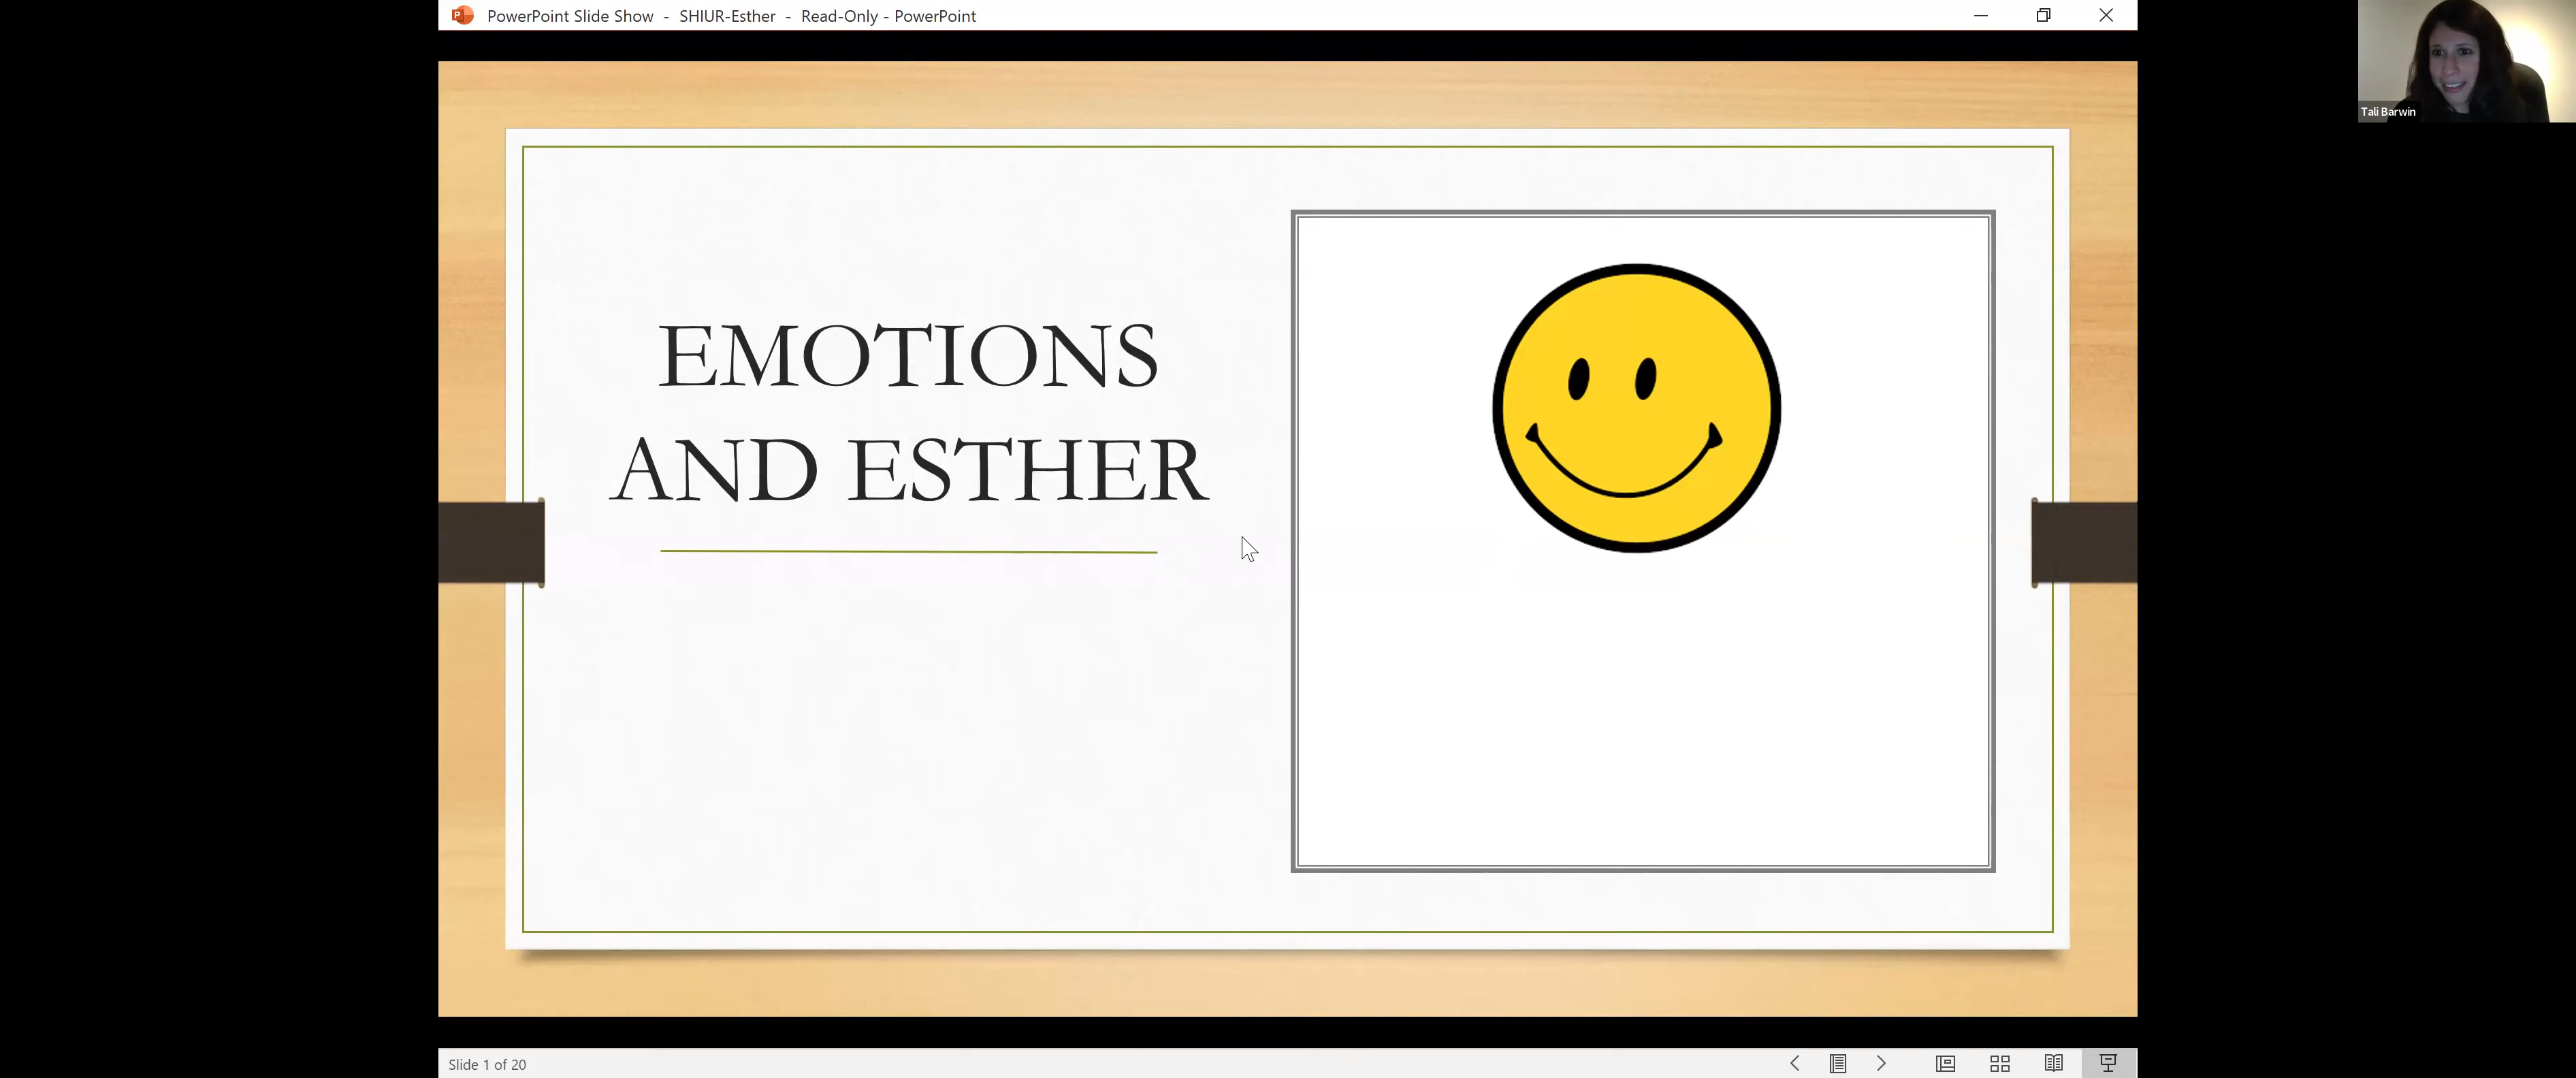 PowerPoint Slide Show - SHIUR-Esther - Read-Only - PowerPoint
Tali Barwin
EMOTIONS
AND ESTHER
Slide 1 of 20